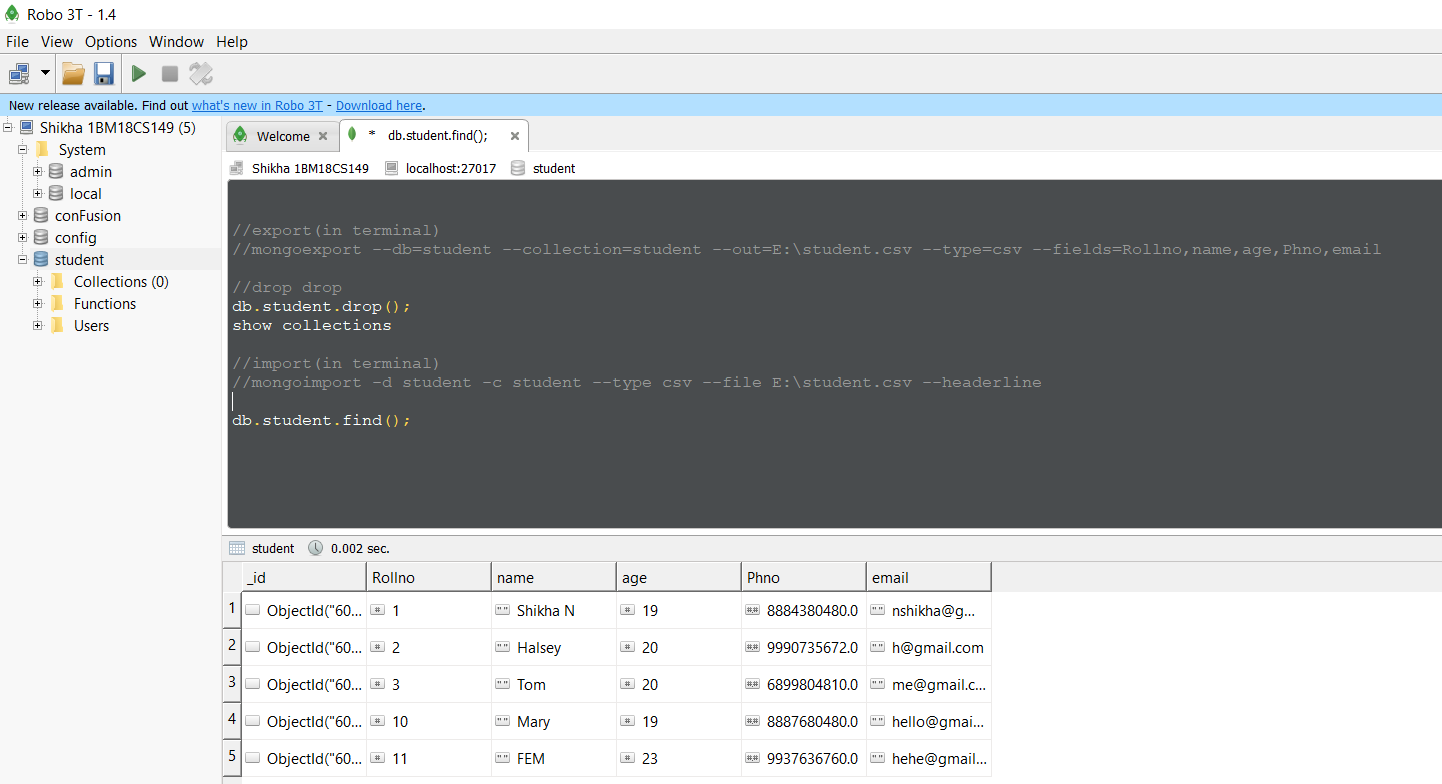 Robo 3T - 1.4
File View Options Window Help
New release available. Find out what's new in Robo 3T - Download here.
Shikha 1BM18CS149 (5)
System
admin
local
conFusion
config
student
Collections (0)
Functions
Users
Welcome
* db.student.find();
Shikha 1BM18CS149 localhost:27017 student
//export(in terminal)
//mongoexport --db=student --collection=student --out=E:\student.csv --type=csv --fields=Rollno,name,age,Phno,email
//drop drop
db.student.drop();
show collections
//import(in terminal)
//mongoimport -d student -c student --type csv --file E:\student.csv --headerline
db.student.find();
student 0.002 sec.
_id Rollno name age Phno email
1 ObjectId("60... # 1 "" Shikha N # 19 ## 8884380480.0 "" nshikha@g...
2 ObjectId("60... # 2 "" Halsey # 20 ## 9990735672.0 "" h@gmail.com
3 ObjectId("60... # 3 "" Tom # 20 ## 6899804810.0 "" me@gmail.c...
4 ObjectId("60... # 10 "" Mary # 19 ## 8887680480.0 "" hello@gmai...
5 ObjectId("60... # 11 "" FEM # 23 ## 9937636760.0 "" hehe@gmail...